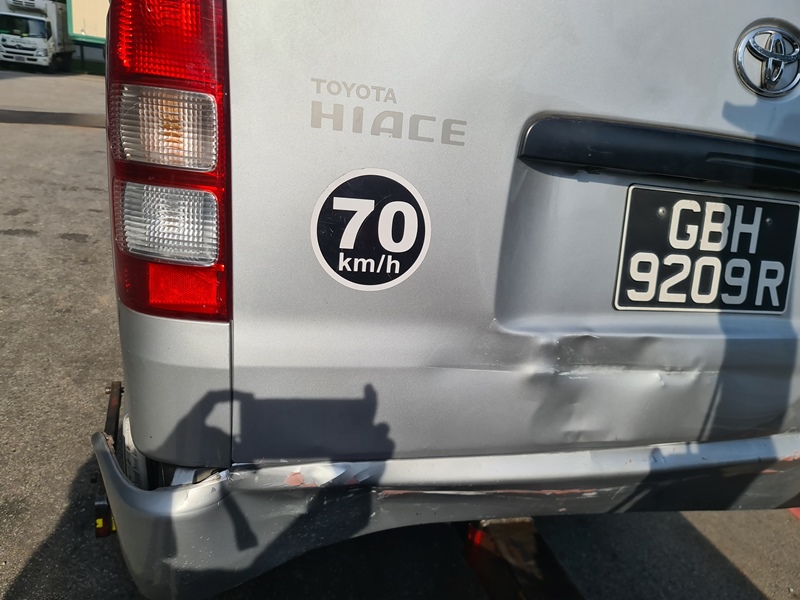 TOYOTA
HIACE
70
km/h
GBH
9209R